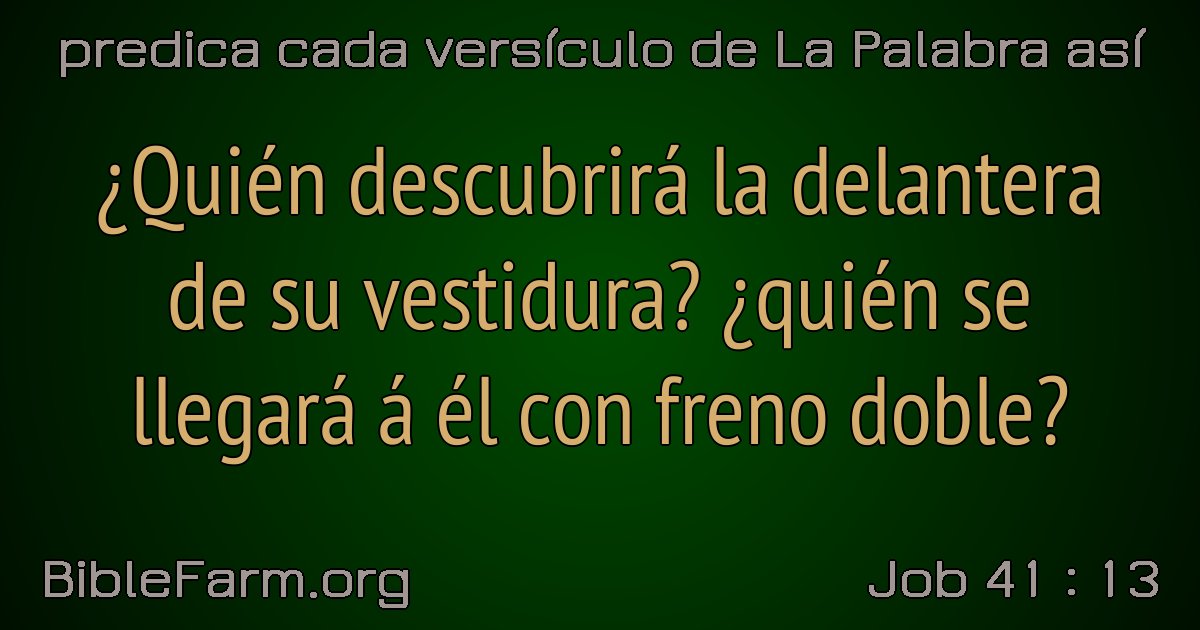 predica cada versículo de La Palabra así
¿Quién descubrirá la delantera
de su vestidura? ¿quién se
llegará á él con freno doble?
BibleFarm.org
Job 41 : 13